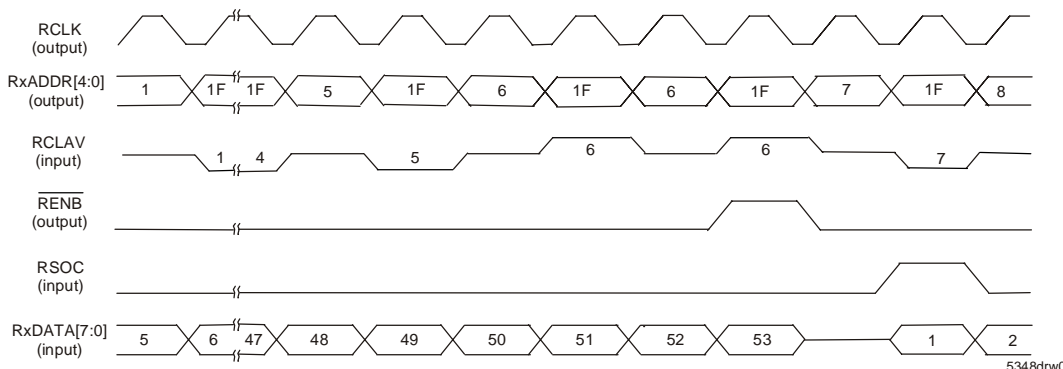 RCLK
(output)
RxADDR[4:0]
(output)
1 1F 1F 5 1F 6 1F 6 1F 7 1F 8
RCLAV
(input)
1 4 5 6 6 7
RENB
(output)
RSOC
(input)
RxDATA[7:0]
(input)
5 6 47 48 49 50 51 52 53 1 2